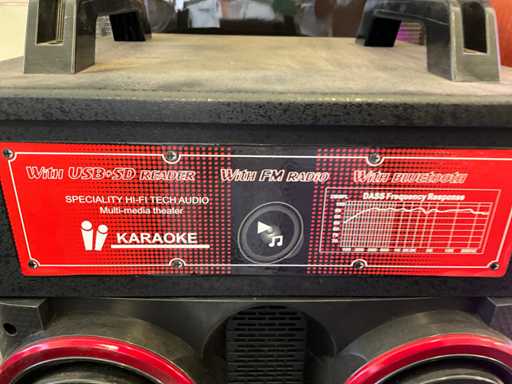 WITH USB+SD READER
WITH FM RADIO
WITH BLUETOOTH
SPECIALITY HI-FI TECH AUDIO
Multi-media theater
KARAOKE
DASS Frequency Response